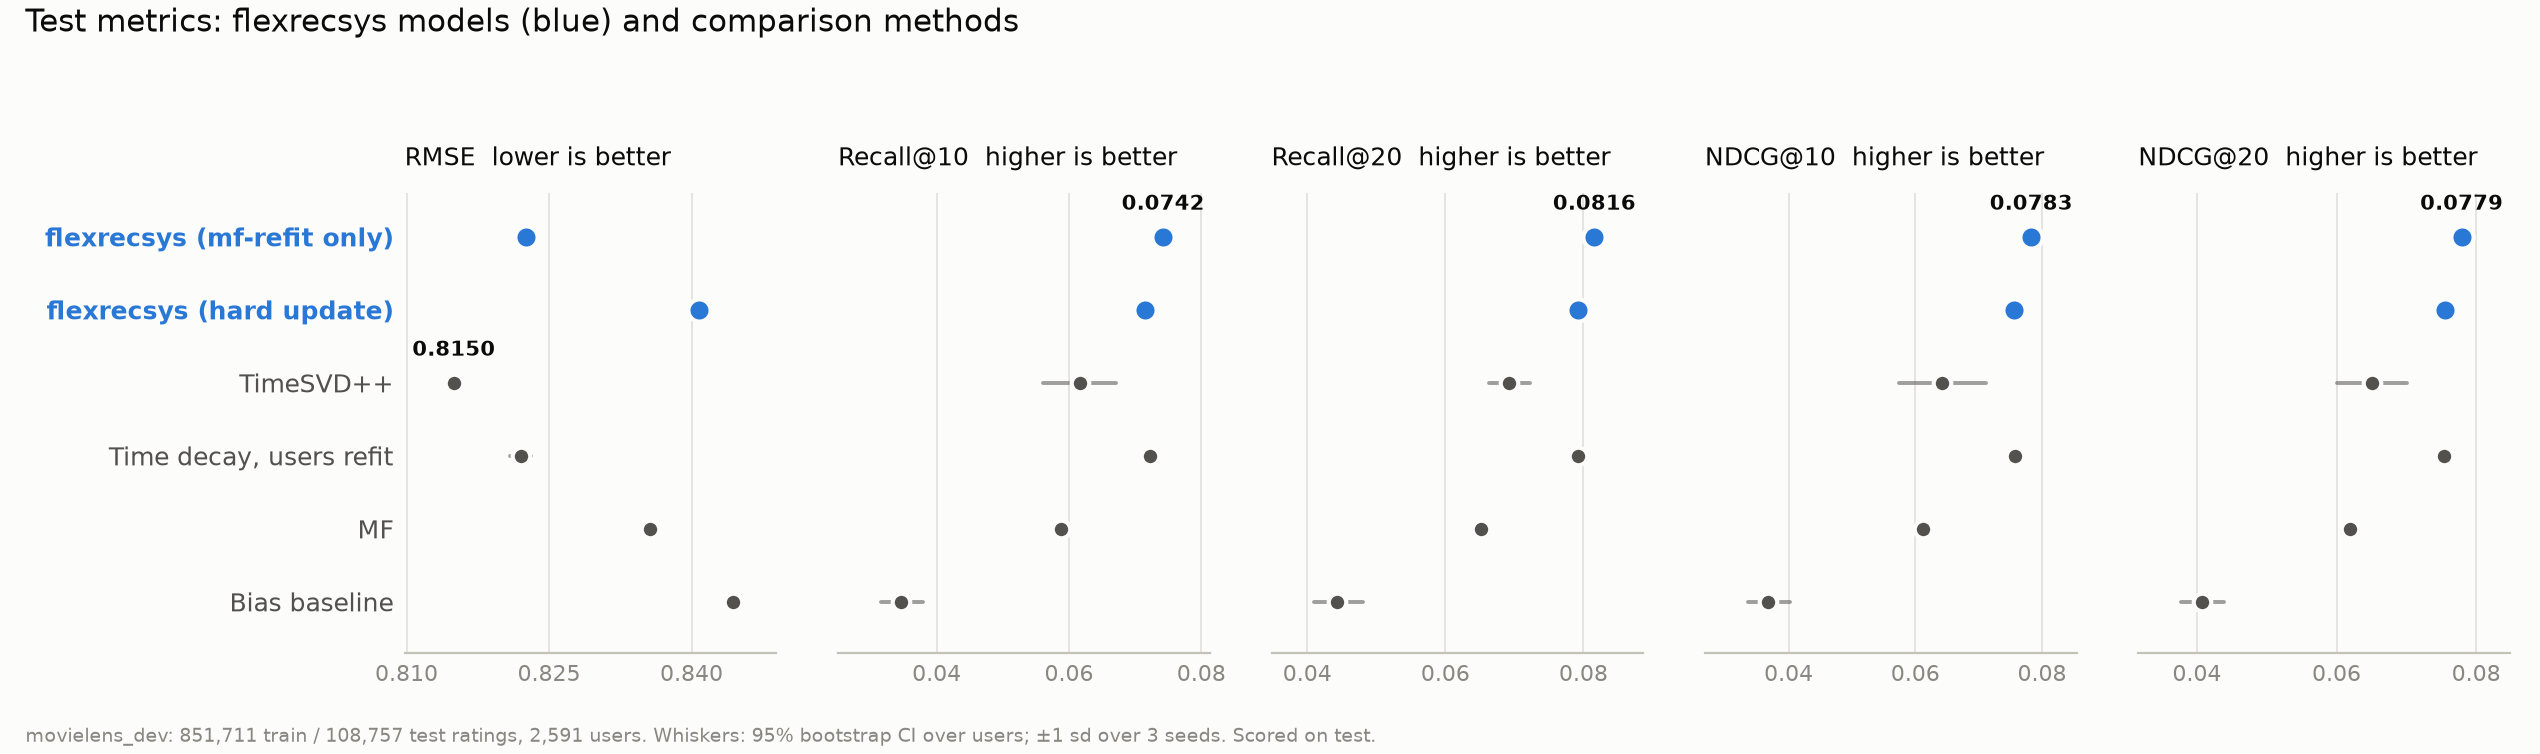 Test metrics: flexrecsys models (blue) and comparison methods
RMSE  lower is better
Recall@10  higher is better
Recall@20  higher is better
NDCG@10  higher is better
NDCG@20  higher is better
0.0742
0.0816
0.0783
0.0779
flexrecsys (mf-refit only)
flexrecsys (hard update)
0.8150
TimeSVD++
Time decay, users refit
MF
Bias baseline
0.810 0.825 0.840
0.04 0.06 0.08
0.04 0.06 0.08
0.04 0.06 0.08
0.04 0.06 0.08
movielens_dev: 851,711 train / 108,757 test ratings, 2,591 users. Whiskers: 95% bootstrap CI over users; ±1 sd over 3 seeds. Scored on test.